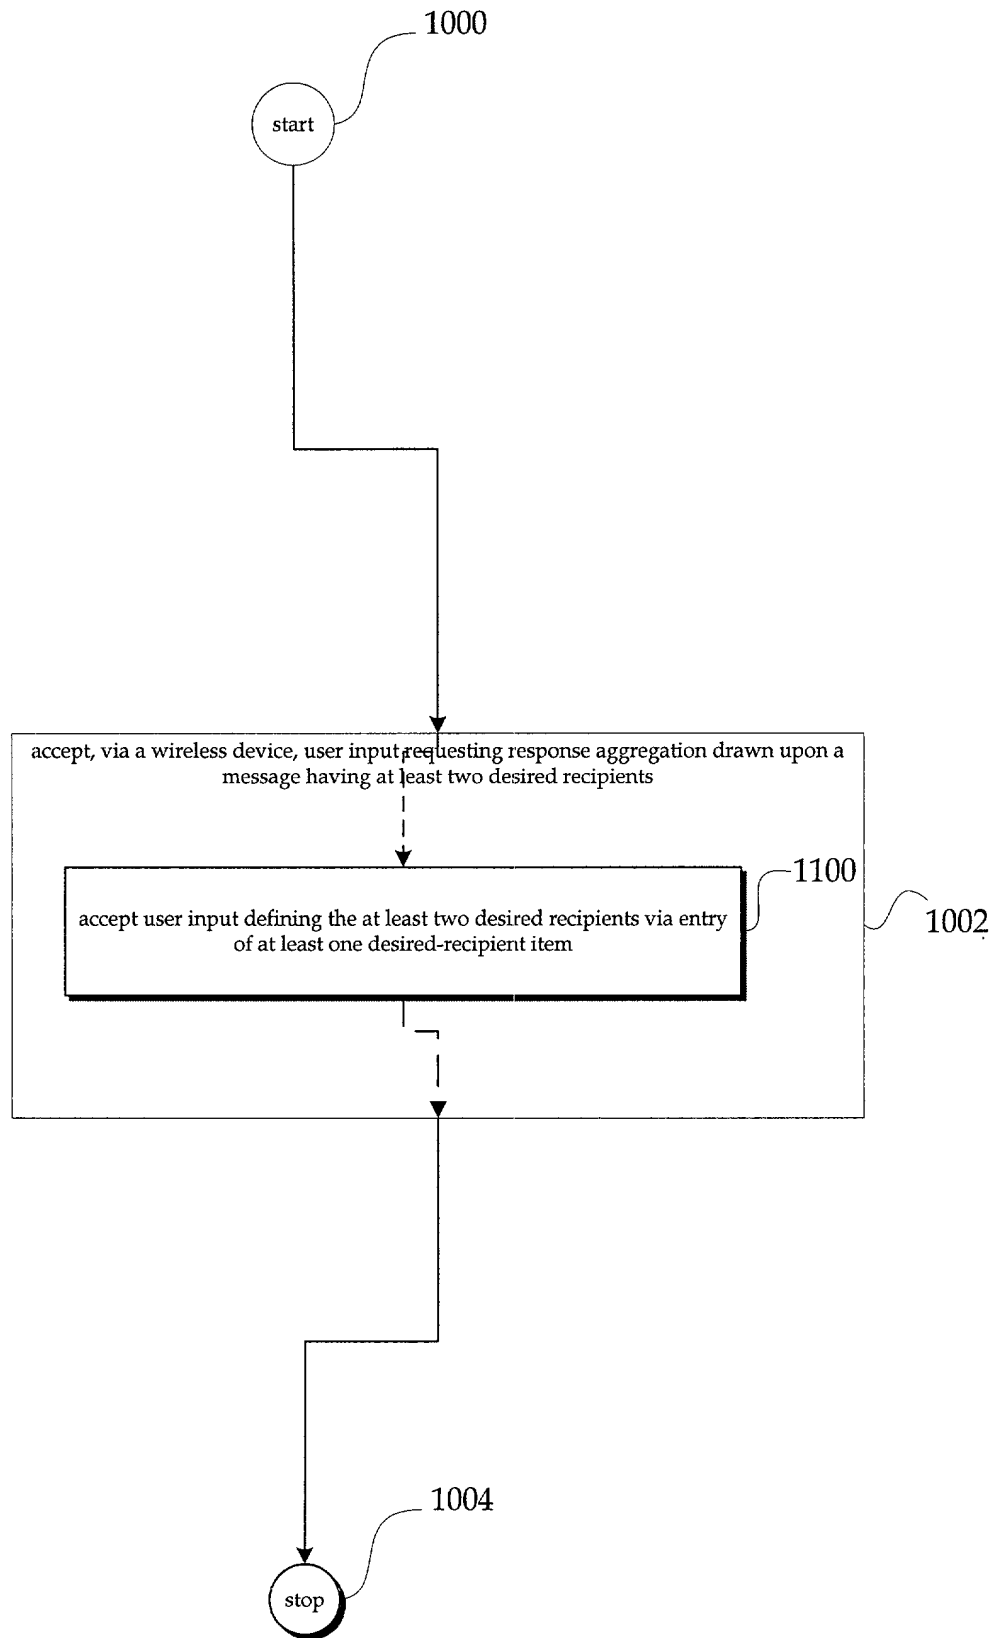 1000
start
accept, via a wireless device, user input requesting response aggregation drawn upon a
message having at least two desired recipients
1100
accept user input defining the at least two desired recipients via entry
of at least one desired-recipient item
1002
1004
stop